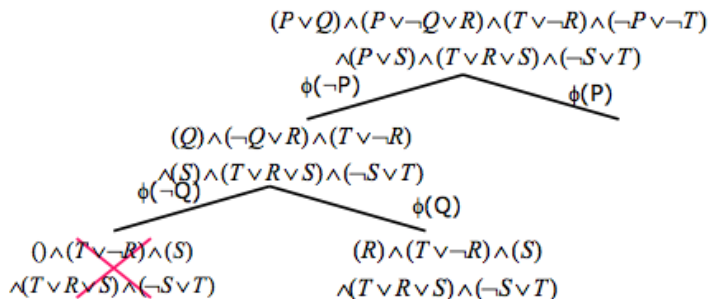 (P∨Q)∧(P∨¬Q∨R)∧(T∨¬R)∧(¬P∨¬T)
∧(P∨S)∧(T∨R∨S)∧(¬S∨T)
ϕ(¬P)
ϕ(P)
(Q)∧(¬Q∨R)∧(T∨¬R)
∧(S)∧(T∨R∨S)∧(¬S∨T)
ϕ(¬Q)
ϕ(Q)
()∧(T∨¬R)∧(S)
∧(T∨R∨S)∧(¬S∨T)
(R)∧(T∨¬R)∧(S)
∧(T∨R∨S)∧(¬S∨T)